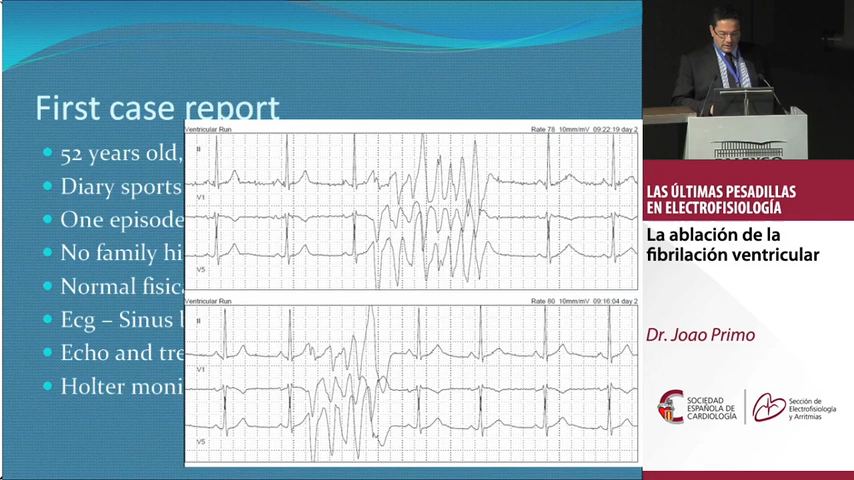 First case report
52 years old,
Diary sports
One episode
No family hi
Normal fisic
Ecg – Sinus b
Echo and tre
Holter moni
Ventricular Run
Rate 78 10mm/mV 09:22:19 day 2
II
V1
V5
Ventricular Run
Rate 60 10mm/mV 09:16:04 day 2
II
V1
V5
LAS ÚLTIMAS PESADILLAS
EN ELECTROFISIOLOGÍA
La ablación de la
fibrilación ventricular
Dr. Joao Primo
SOCIEDAD
ESPAÑOLA DE
CARDIOLOGÍA
Sección de
Electrofisiología
y Arritmias